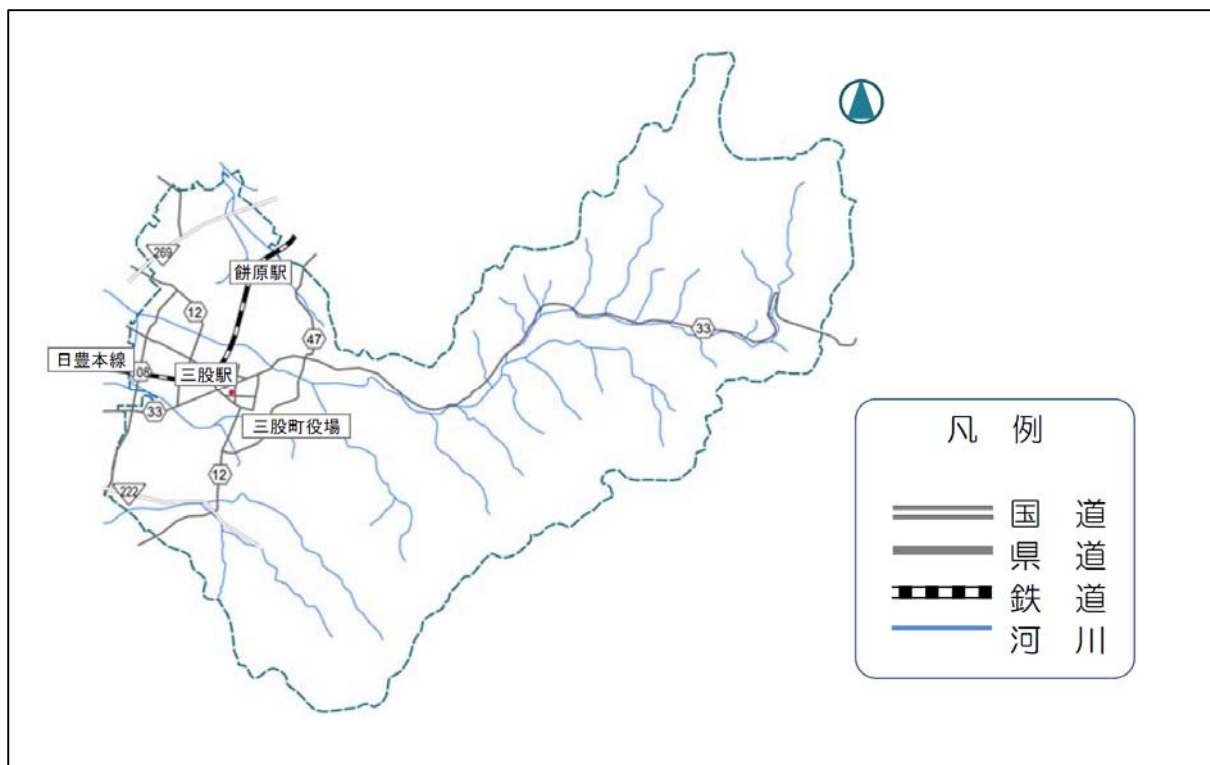 269
餅原駅
12
47
33
日豊本線
08
三股駅
33
三股町役場
12
222
凡 例
国 道
県 道
鉄 道
河 川